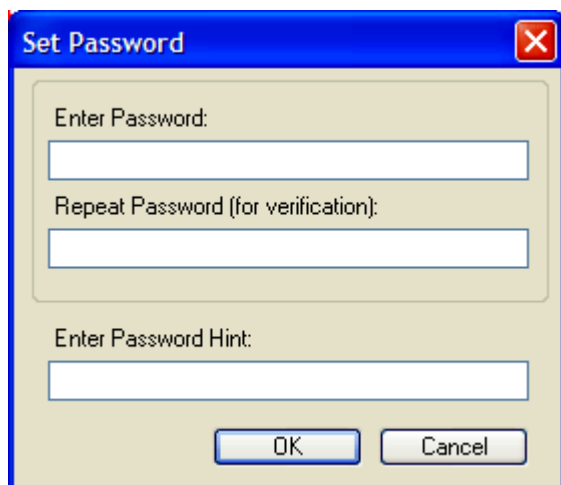 Set Password
Enter Password:
Repeat Password (for verification):
Enter Password Hint:
OK Cancel